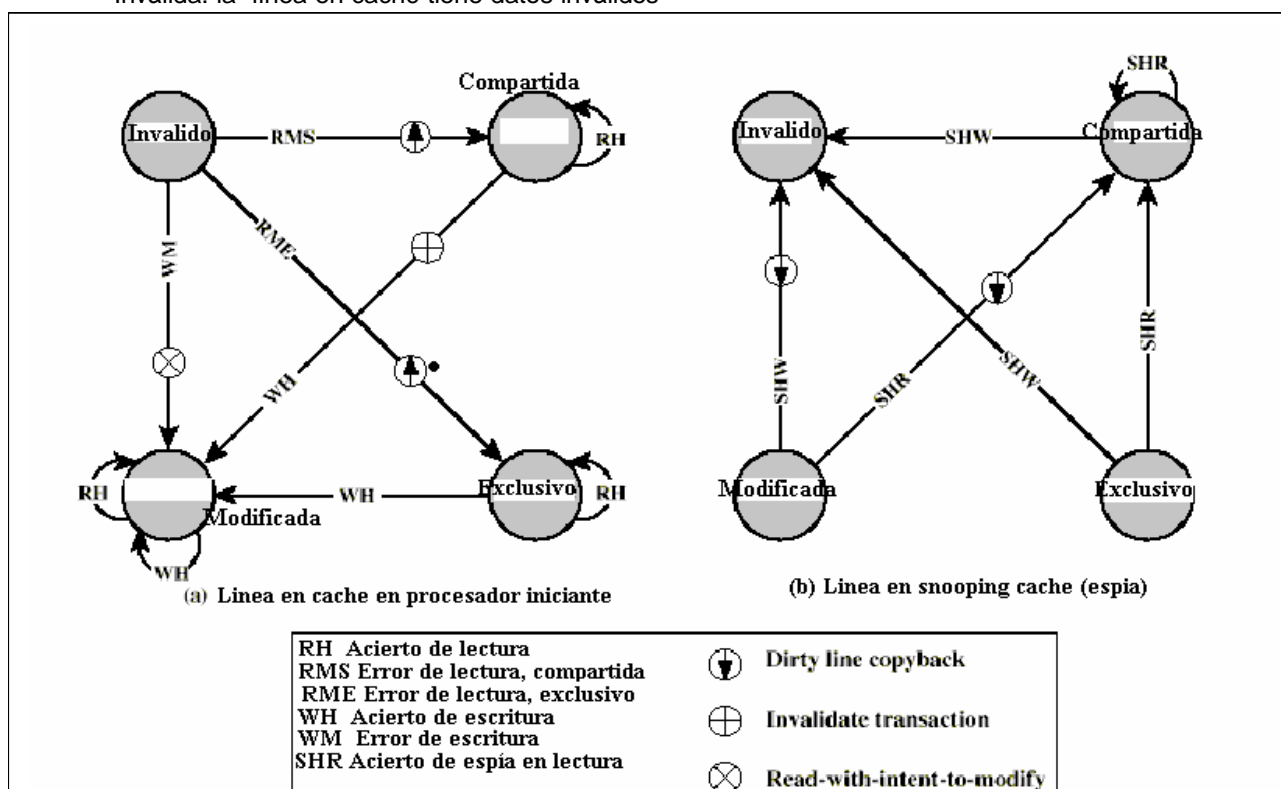 Invalida: la línea en caché tiene datos inválidos
Compartida
Invalido
RMS
RH
WM
RME
WH
RH
WH
Exclusivo
RH
Modificada
WH
(a) Linea en cache en procesador iniciante
SHR
Invalido
SHW
Compartida
SHW
SHR
SHW
SHR
Modificada
Exclusivo
(b) Linea en snooping cache (espia)
RH Acierto de lectura
RMS Error de lectura, compartida
RME Error de lectura, exclusivo
WH Acierto de escritura
WM Error de escritura
SHR Acierto de espía en lectura
Dirty line copyback
Invalidate transaction
Read-with-intent-to-modify